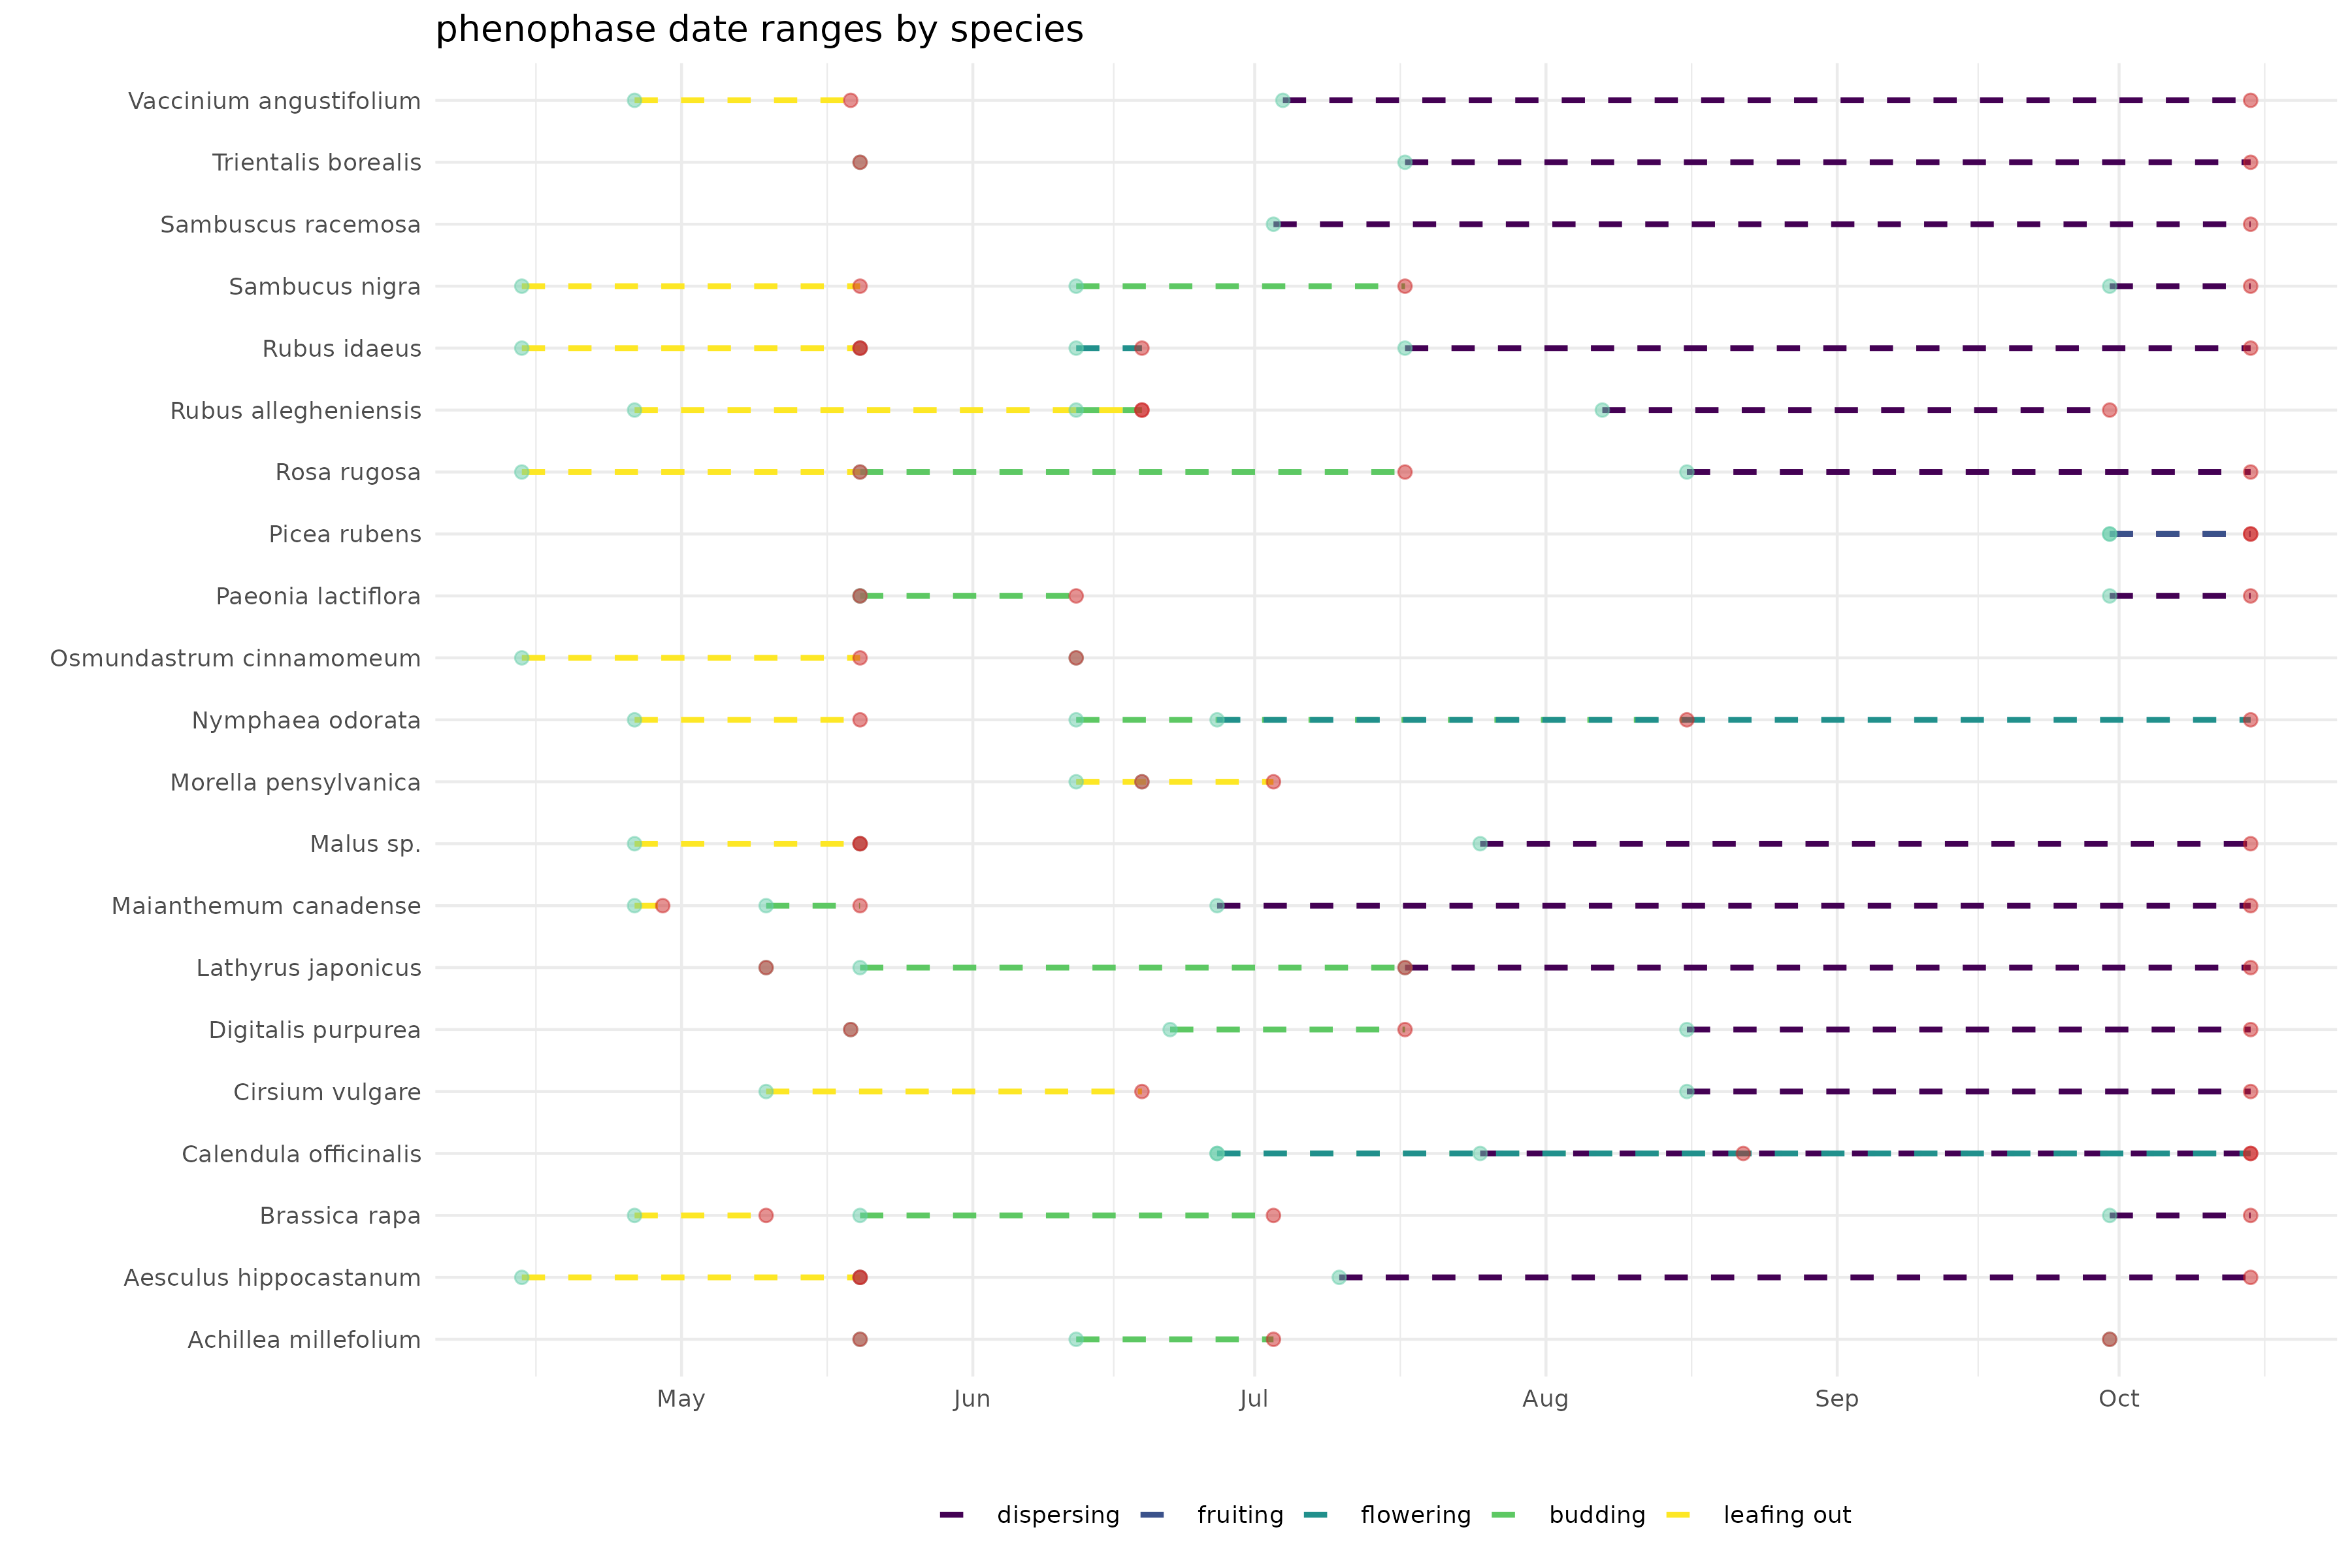 phenophase date ranges by species
Vaccinium angustifolium
Trientalis borealis
Sambuscus racemosa
Sambucus nigra
Rubus idaeus
Rubus allegheniensis
Rosa rugosa
Picea rubens
Paeonia lactiflora
Osmundastrum cinnamomeum
Nymphaea odorata
Morella pensylvanica
Malus sp.
Maianthemum canadense
Lathyrus japonicus
Digitalis purpurea
Cirsium vulgare
Calendula officinalis
Brassica rapa
Aesculus hippocastanum
Achillea millefolium
May Jun Jul Aug Sep Oct
dispersing fruiting flowering budding leafing out